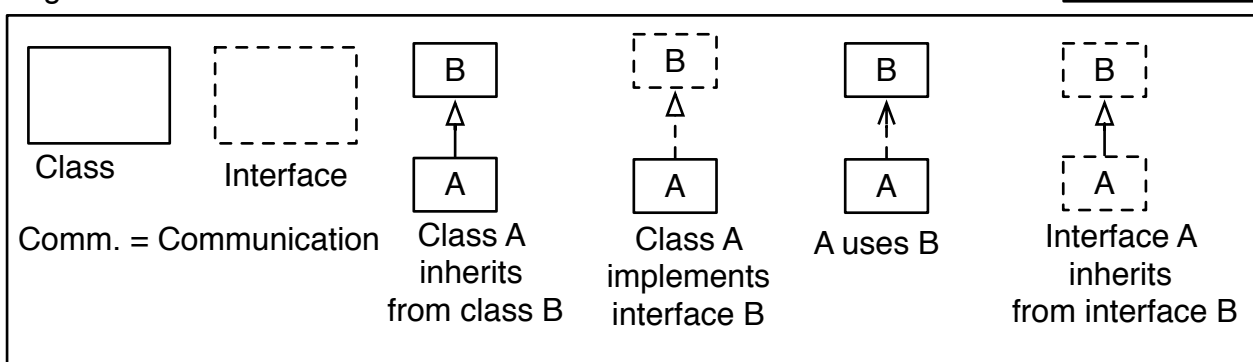 B
B
B
B
A
A
A
A
Class
Interface
Comm. = Communication
Class A
inherits
from class B
Class A
implements
interface B
A uses B
Interface A
inherits
from interface B